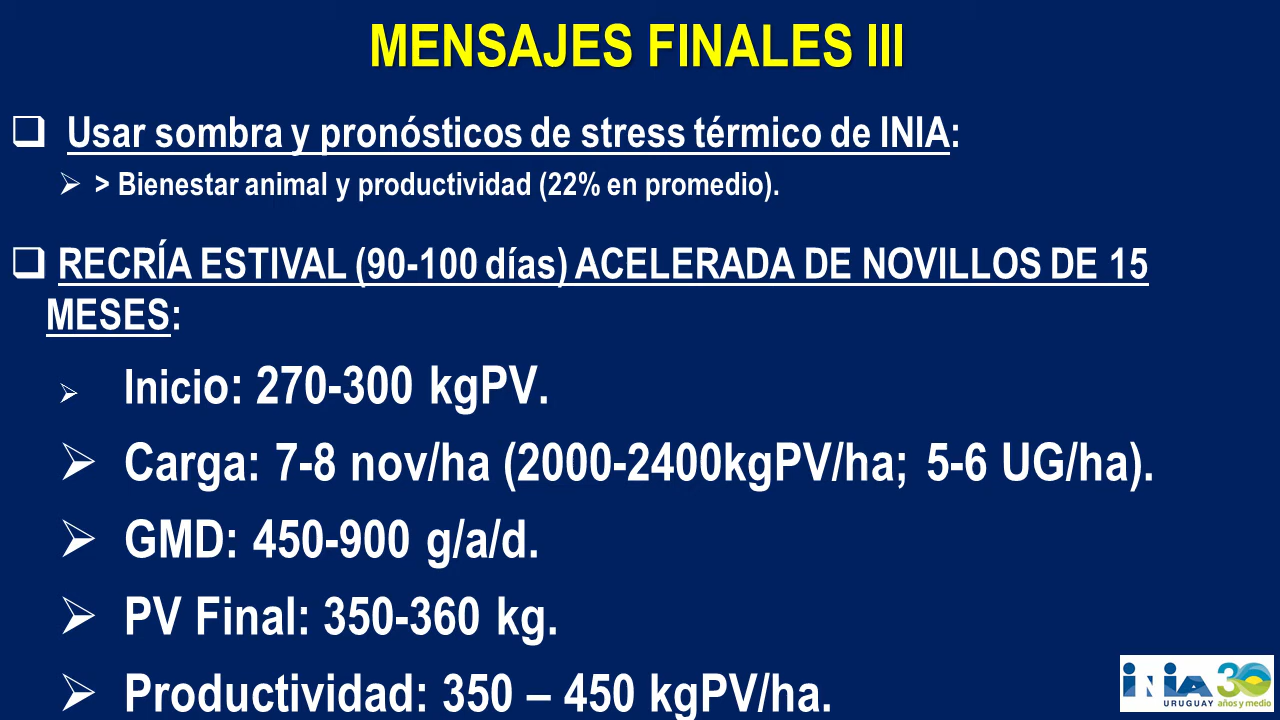 MENSAJES FINALES III
Usar sombra y pronósticos de stress térmico de INIA:
> Bienestar animal y productividad (22% en promedio).
RECRÍA ESTIVAL (90-100 días) ACELERADA DE NOVILLOS DE 15
MESES:
Inicio: 270-300 kgPV.
Carga: 7-8 nov/ha (2000-2400kgPV/ha; 5-6 UG/ha).
GMD: 450-900 g/a/d.
PV Final: 350-360 kg.
Productividad: 350 – 450 kgPV/ha.
iNiA 30
URUGUAY años y medio